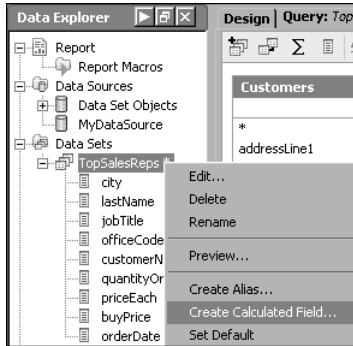 Data Explorer
Design Query: Top
Report
Report Macros
Data Sources
Data Set Objects
MyDataSource
Data Sets
TopSalesReps *
city
lastName
jobTitle
officeCode
customerN
quantityOr
priceEach
buyPrice
orderDate
Σ
Customers
*
addressLine1
Edit...
Delete
Rename
Preview...
Create Alias...
Create Calculated Field...
Set Default